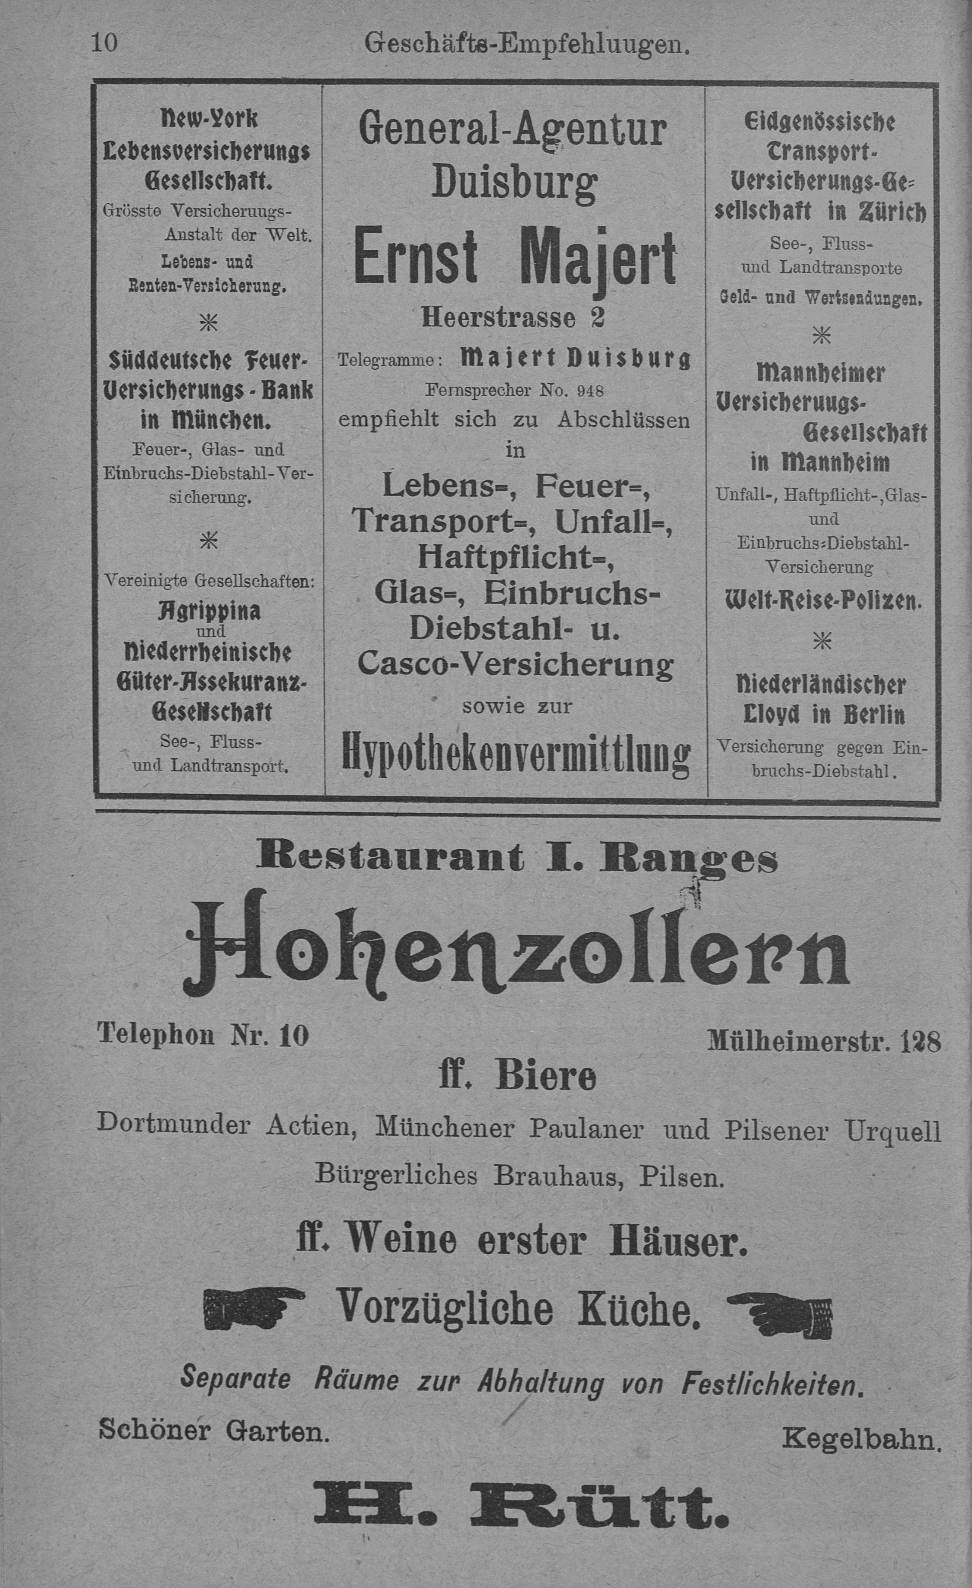 10
Geschäfts-Empfehluugen.
New-York
Lebensversicherungs
Gesellschaft.
Grösste Versicheruugs-
Anstalt der Welt.
Lebens- und
Renten-Versicherung.
Süddeutsche Feuer-
Versicherungs - Bank
in München.
Feuer-, Glas- und
Einbruchs-Diebstahl-Ver-
sicherung.
Vereinigte Gesellschaften:
Agrippina
und
Niederrheinische
Güter-Assekuranz-
Gesellschaft
See-, Fluss-
und Landtransport.
General-Agentur
Duisburg
Ernst Majert
Heerstrasse 2
Telegramme: Majert Duisburg
Fernsprecher No. 948
empfiehlt sich zu Abschlüssen
in
Lebens-, Feuer-,
Transport-, Unfall-,
Haftpflicht-,
Glas-, Einbruchs-
Diebstahl- u.
Casco-Versicherung
sowie zur
Hypothekenvermittlung
Eidgenössische
Transport-
Versicherungs-Ge-
sellschaft in Zürich
See-, Fluss-
und Landtransporte
Geld- und Wertsendungen.
Mannheimer
Versicheruugs-
Gesellschaft
in Mannheim
Unfall-, Haftpflicht-,Glas-
und
Einbruchs-Diebstahl-
Versicherung
Welt-Reise-Polizen.
Niederländischer
Lloyd in Berlin
Versicherung gegen Ein-
bruchs-Diebstahl.
Restaurant I. Ranges
Hohenzollern
Telephon Nr. 10
Mülheimerstr. 128
ff. Biere
Dortmunder Actien, Münchener Paulaner und Pilsener Urquell
Bürgerliches Brauhaus, Pilsen.
ff. Weine erster Häuser.
Vorzügliche Küche.
Separate Räume zur Abhaltung von Festlichkeiten.
Schöner Garten.
Kegelbahn.
H. Rütt.